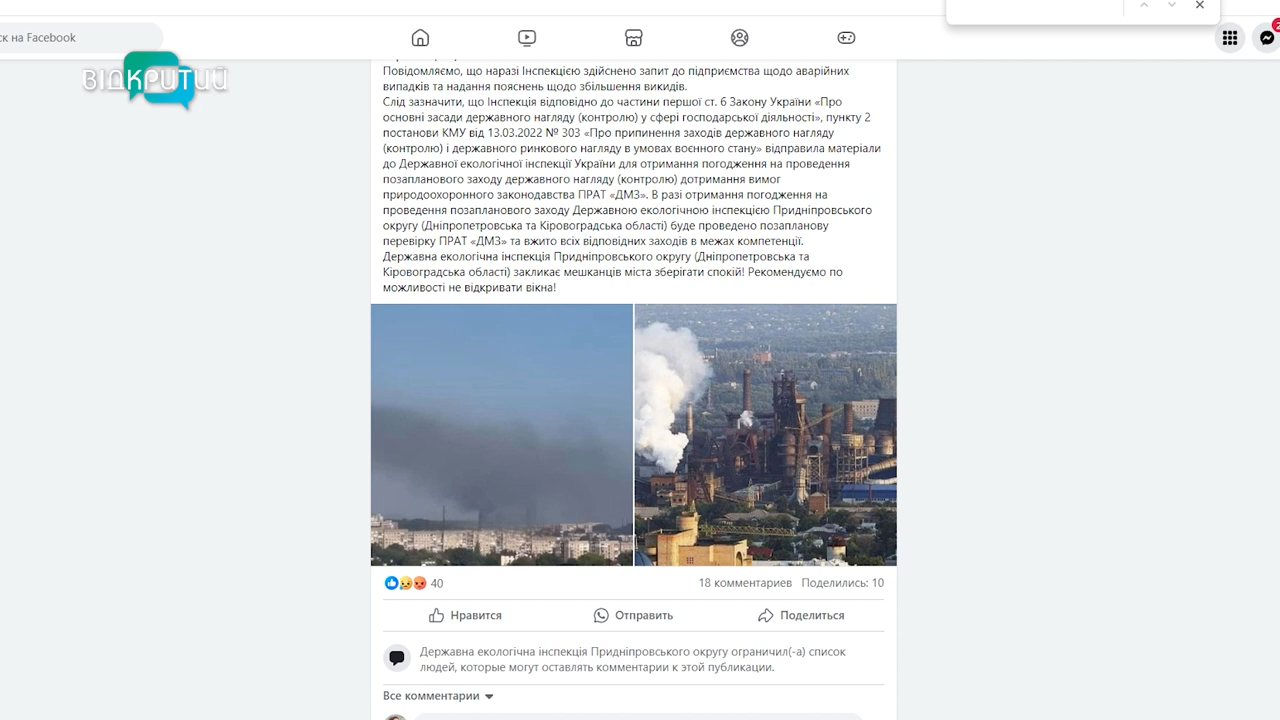 ск на Facebook
ВІДКРИТИЙ
Повідомляємо, що наразі Інспекцією здійснено запит до підприємства щодо аварійних
випадків та надання пояснень щодо збільшення викидів.
Слід зазначити, що Інспекція відповідно до частини першої ст. 6 Закону України «Про
основні засади державного нагляду (контролю) у сфері господарської діяльності», пункту 2
постанови КМУ від 13.03.2022 № 303 «Про припинення заходів державного нагляду
(контролю) і державного ринкового нагляду в умовах воєнного стану» відправила матеріали
до Державної екологічної інспекції України для отримання погодження на проведення
позапланового заходу державного нагляду (контролю) дотримання вимог
природоохоронного законодавства ПРАТ «ДМЗ». В разі отримання погодження на
проведення позапланового заходу Державною екологічною інспекцією Придніпровського
округу (Дніпропетровська та Кіровоградська області) буде проведено позапланову
перевірку ПРАТ «ДМЗ» та вжито всіх відповідних заходів в межах компетенції.
Державна екологічна інспекція Придніпровського округу (Дніпропетровська та
Кіровоградська області) закликає мешканців міста зберігати спокій! Рекомендуємо по
можливості не відкривати вікна!
40
18 комментариев Поделились: 10
Нравится
Отправить
Поделиться
Державна екологічна інспекція Придніпровського округу ограничил(-а) список
людей, которые могут оставлять комментарии к этой публикации.
Все комментарии